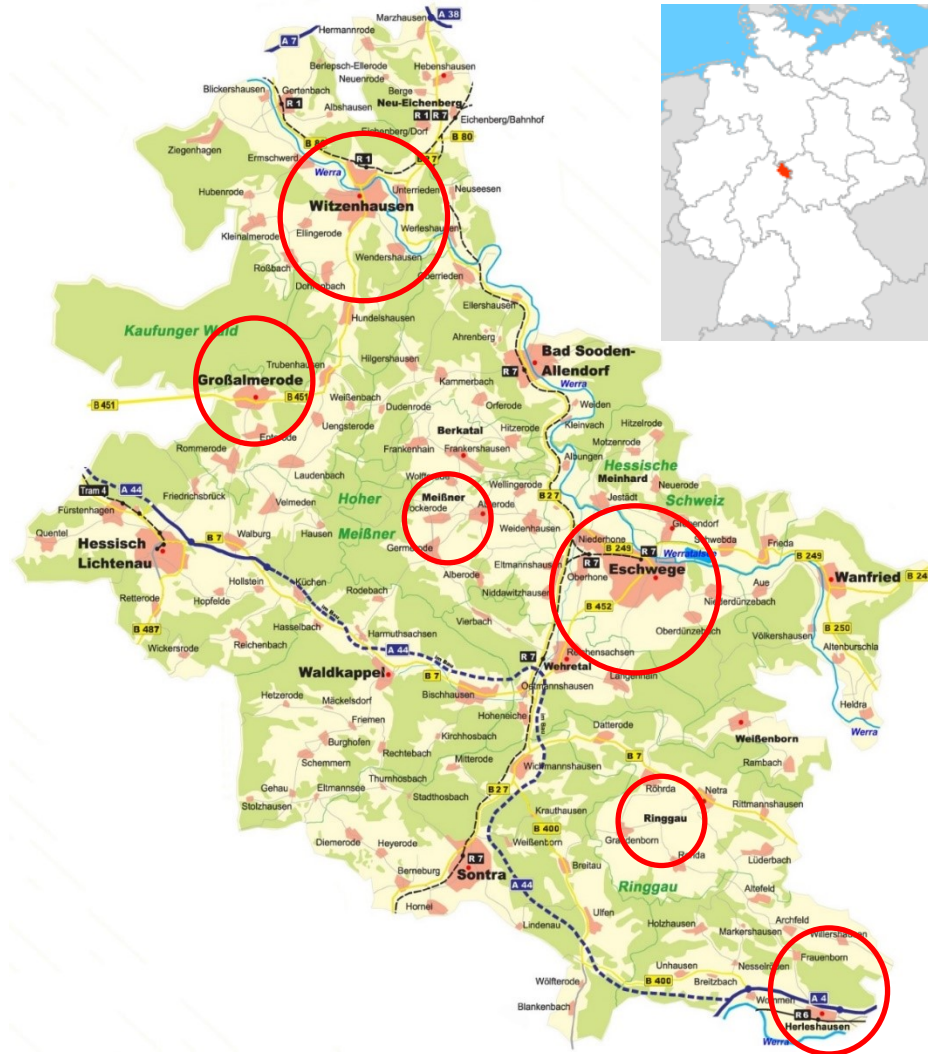 A 38
Marzhausen
A 7
Hermannrode
Berlepsch-Ellerode
Neuenrode
Hebenshausen
Blickershausen
Gertenbach
Berge
R 1
Albshausen
Neu-Eichenberg
R 1 R 7
Eichenberg/Dorf
Eichenberg/Bahnhof
B 80
Ziegenhagen
Ermschwerd
R 1
B 27
B 80
Werra
Hubenrode
Unterrieden
Neuseesen
Witzenhausen
Kleinalmerode
Ellingerode
Werleshausen
Roßbach
Wendershausen
Oberrieden
Dohrenbach
Ellershausen
Hundelshausen
Kaufunger Wald
Ahrenberg
Trubenhausen
Hilgershausen
Bad Sooden-
Allendorf
R 7
Großalmerode
Kammerbach
Werra
B 451
B 451
Weißenbach
Dudenrode
Orferode
Weiden
Uengsterode
Berkatal
Hitzerode
Kleinvach
Hitzelrode
Epterode
Motzenrode
Rommerode
Frankenhain
Frankershausen
Albungen
Hessische
Laudenbach
Wolfterode
Wellingerode
Meinhard
Neuerode
Tram 4
A 44
Friedrichsbrück
Velmeden
Hoher
Meißner
Abterode
B 27
Jestädt
Schweiz
Fürstenhagen
Vockerode
Weidenhausen
Grebendorf
Quentel
B 7
Walburg
Hausen
Meißner
Niederhone
Schwebda
Frieda
Hessisch
Lichtenau
Germerode
Eltmannshausen
R 7
B 249
R 7
Werratalsee
B 249
Küchen
Alberode
Oberhone
Eschwege
Aue
Wanfried
B 24
Hollstein
Rodebach
Niddawitzhausen
B 452
Niederdünzebach
Retterode
Hopfelde
Hasselbach
Vierbach
Oberdünzebach
Völkershausen
B 250
B 487
Wickersrode
Reichenbach
Harmuthsachsen
A 44
Reichensachsen
Altenburschla
R 7
Wehretal
Waldkappel
B 7
Langenhain
Bischhausen
Oetmannshausen
Heldra
Hetzerode
Mäckelsdorf
Hoheneiche
Werra
Friemen
Datterode
Weißenborn
Burghofen
Rechtebach
Kirchhosbach
Schemmern
Mitterode
Wichmannshausen
B 7
Rambach
Gehau
Eltmannsee
Thurnhosbach
Röhrda
Netra
Stolzhausen
Stadthosbach
B 27
Krauthausen
Rittmannshausen
B 400
Ringgau
Diemerode
Heyerode
Weißenborn
Grandenborn
Renda
Lüderbach
R 7
Breitau
Berneburg
Sontra
A 44
Ringgau
Altefeld
Hornel
Ulfen
Archfeld
Lindenau
Holzhausen
Markershausen
Willershausen
Frauenborn
Unhausen
Nesselröden
Wölfterode
B 400
Breitzbach
Wommen
A 4
Blankenbach
R 6
Herleshausen
Werra